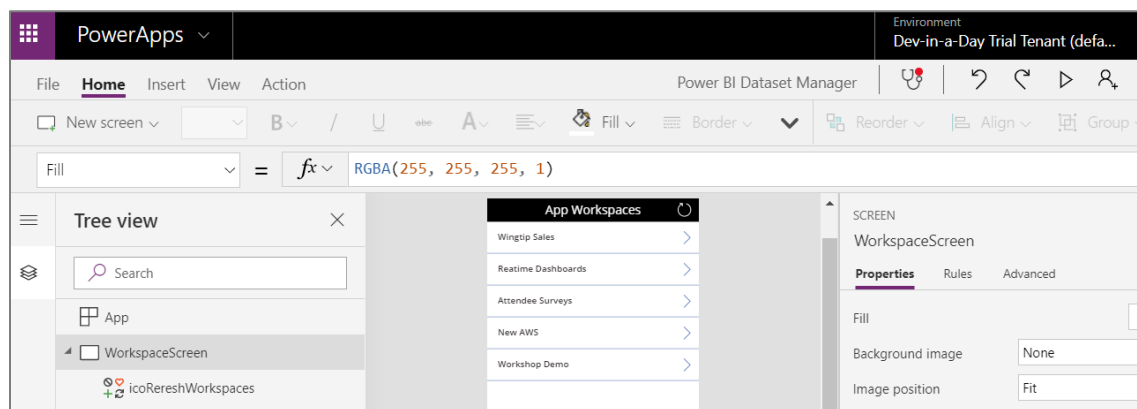 PowerApps
Environment
Dev-in-a-Day Trial Tenant (defa...
File Home Insert View Action
Power BI Dataset Manager
New screen B / U abc A Fill Border Reorder Align Group
Fill = fx RGBA(255, 255, 255, 1)
Tree view
Search
App
WorkspaceScreen
icoRereshWorkspaces
App Workspaces
Wingtip Sales
Reatime Dashboards
Attendee Surveys
New AWS
Workshop Demo
SCREEN
WorkspaceScreen
Properties Rules Advanced
Fill
Background image None
Image position Fit